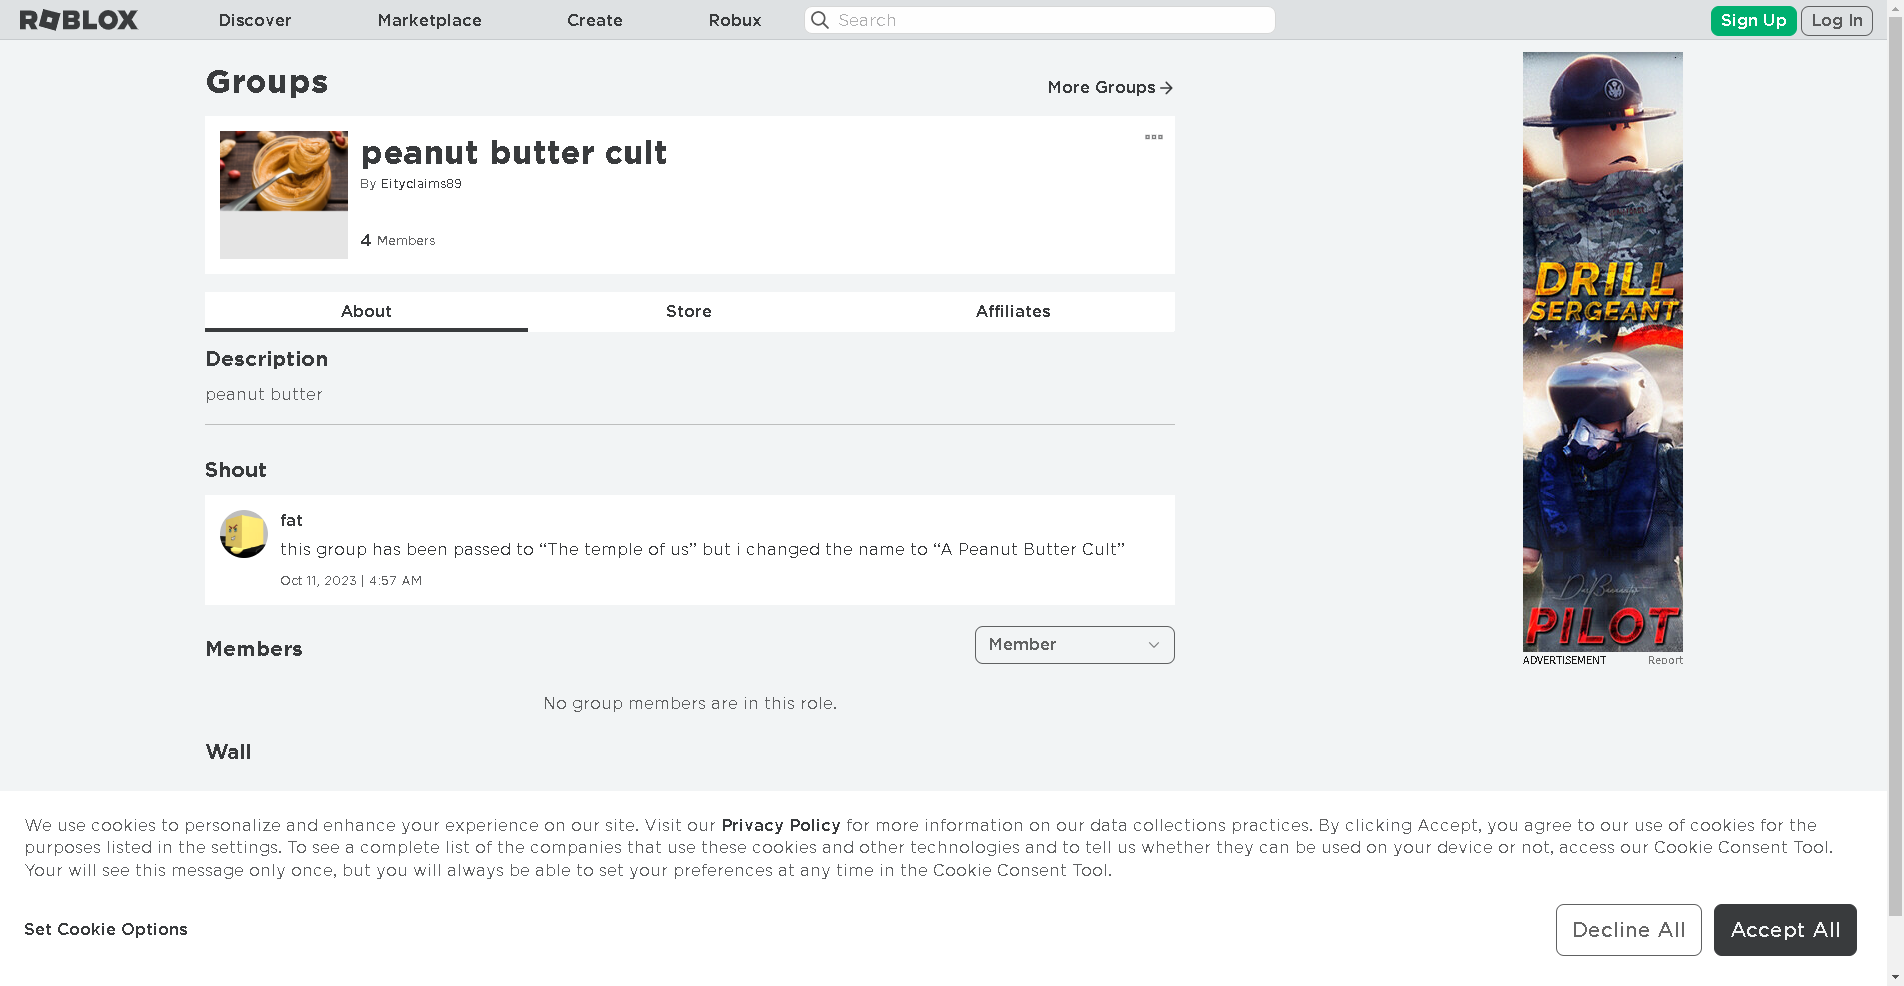 ROBLOX
Discover
Marketplace
Create
Robux
Search
Sign Up
Log In
Groups
More Groups
peanut butter cult
By Eityclaims89
4 Members
About
Store
Affiliates
Description
peanut butter
Shout
fat
this group has been passed to “The temple of us” but i changed the name to “A Peanut Butter Cult”
Oct 11, 2023 | 4:57 AM
Members
Member
No group members are in this role.
Wall
DRILL
SERGEANT
CAVIAR
PILOT
ADVERTISEMENT
Report
We use cookies to personalize and enhance your experience on our site. Visit our Privacy Policy for more information on our data collections practices. By clicking Accept, you agree to our use of cookies for the
purposes listed in the settings. To see a complete list of the companies that use these cookies and other technologies and to tell us whether they can be used on your device or not, access our Cookie Consent Tool.
Your will see this message only once, but you will always be able to set your preferences at any time in the Cookie Consent Tool.
Set Cookie Options
Decline All
Accept All